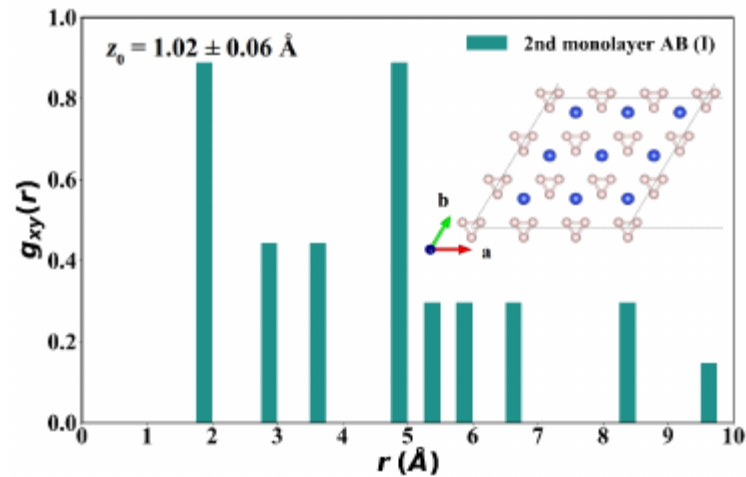 1.0
z₀ = 1.02 ± 0.06 Å
2nd monolayer AB (I)
0.8
0.6
b
a
0.4
0.2
0.0
g_xy(r)
0 1 2 3 4 5 6 7 8 9 10
r (Å)